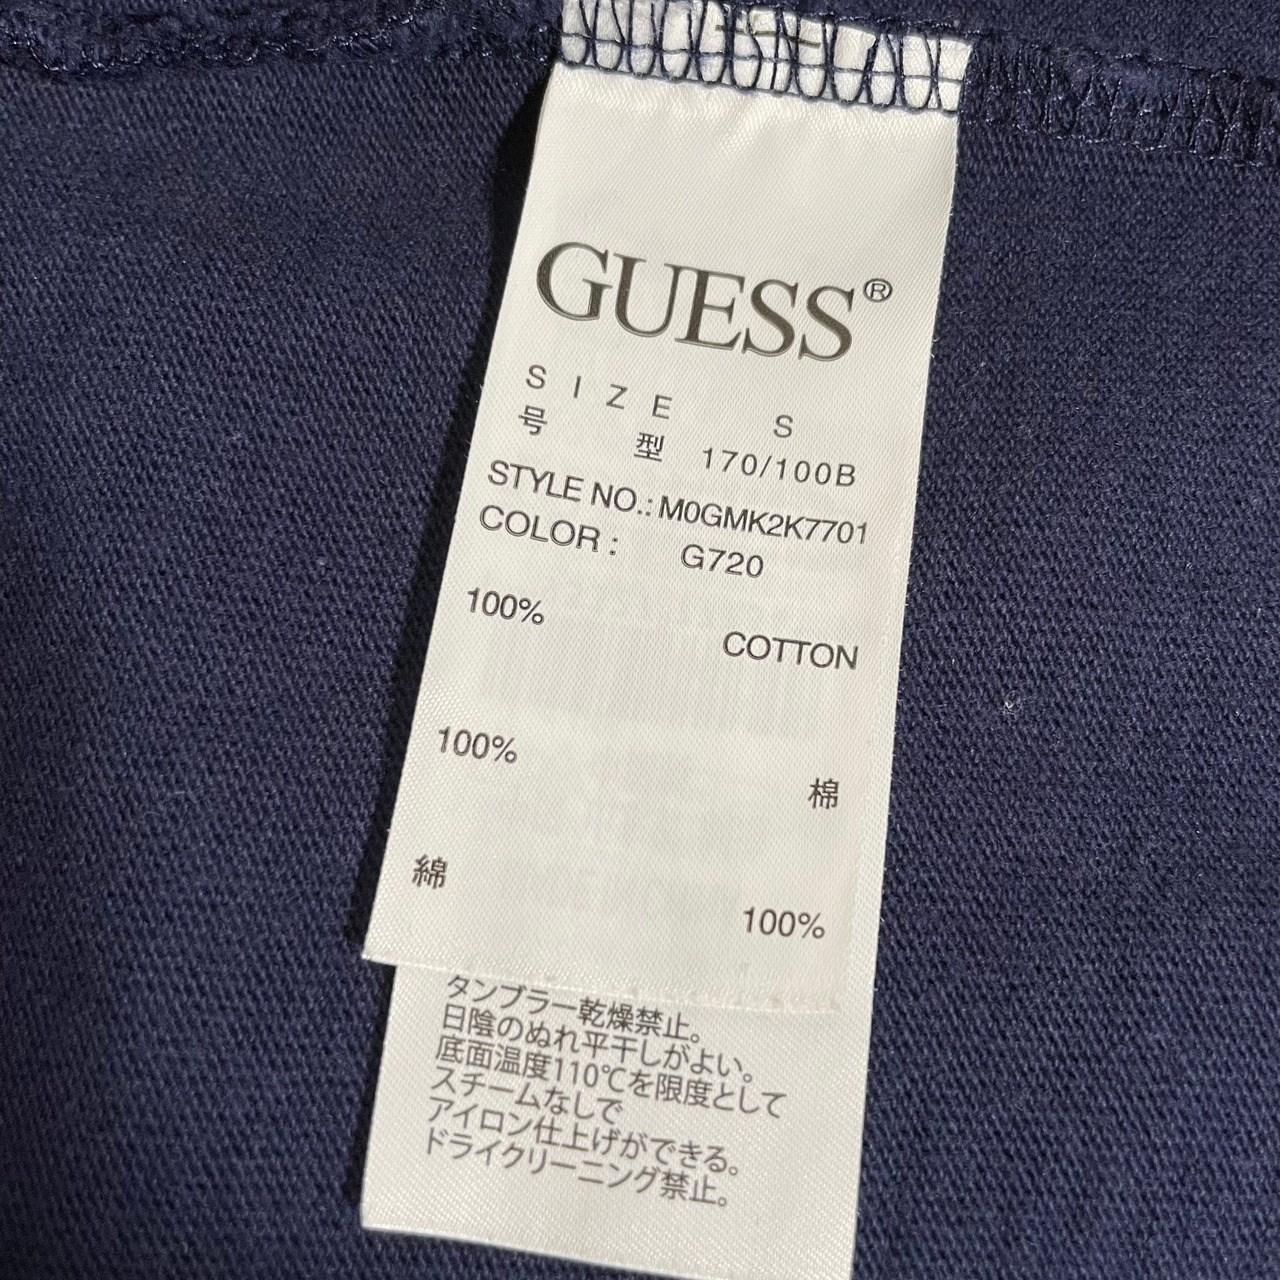 GUESS®
SIZE S
号型 170/100B
STYLE NO.: M0GMK2K7701
COLOR: G720
100% COTTON
100% 棉
綿 100%
タンブラー乾燥禁止。
日陰のぬれ平干しがよい。
底面温度110℃を限度として
スチームなしで
アイロン仕上げができる。
ドライクリーニング禁止。